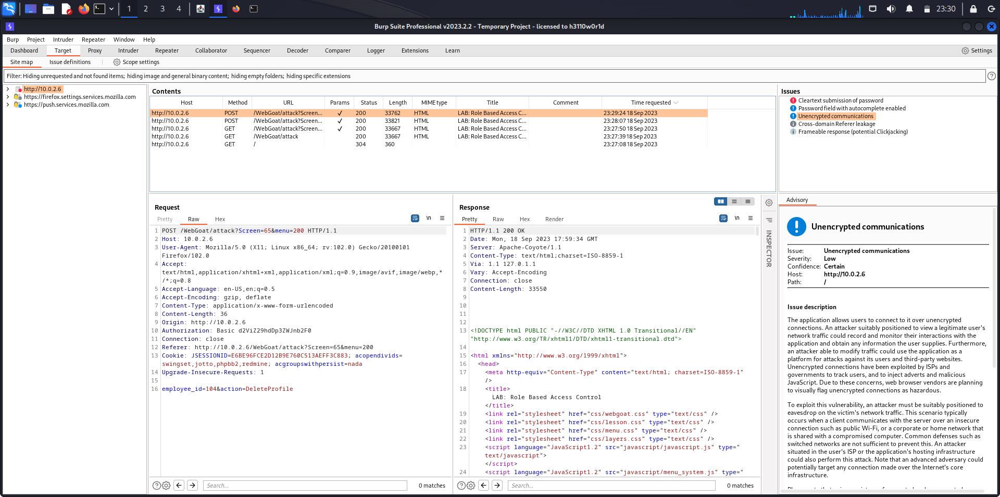 1 2 3 4
23:30
Burp Suite Professional v2023.2.2 - Temporary Project - licensed to h3110w0r1d
Burp Project Intruder Repeater Window Help
Dashboard Target Proxy Intruder Repeater Collaborator Sequencer Decoder Comparer Logger Extensions Learn Settings
Site map Issue definitions Scope settings
Filter: Hiding unrequested and not found items; hiding image and general binary content; hiding empty folders; hiding specific extensions
http://10.0.2.6
https://firefox.settings.services.mozilla.com
https://push.services.mozilla.com
Contents
Host Method URL Params Status Length MIME type Title Comment Time requested
http://10.0.2.6 POST /WebGoat/attack?Screen... ✓ 200 33762 HTML LAB: Role Based Access C... 23:29:24 18 Sep 2023
http://10.0.2.6 POST /WebGoat/attack?Screen... ✓ 200 33821 HTML LAB: Role Based Access C... 23:28:07 18 Sep 2023
http://10.0.2.6 GET /WebGoat/attack?Screen... ✓ 200 33667 HTML LAB: Role Based Access C... 23:27:50 18 Sep 2023
http://10.0.2.6 GET /WebGoat/attack 200 33667 HTML LAB: Role Based Access C... 23:27:39 18 Sep 2023
http://10.0.2.6 GET / 304 360 23:27:08 18 Sep 2023
Issues
Cleartext submission of password
Password field with autocomplete enabled
Unencrypted communications
Cross-domain Referer leakage
Frameable response (potential Clickjacking)
Request
Pretty Raw Hex \n
1 POST /WebGoat/attack?Screen=65&menu=200 HTTP/1.1
2 Host: 10.0.2.6
3 User-Agent: Mozilla/5.0 (X11; Linux x86_64; rv:102.0) Gecko/20100101
Firefox/102.0
4 Accept:
text/html,application/xhtml+xml,application/xml;q=0.9,image/avif,image/webp,*
/*;q=0.8
5 Accept-Language: en-US,en;q=0.5
6 Accept-Encoding: gzip, deflate
7 Content-Type: application/x-www-form-urlencoded
8 Content-Length: 36
9 Origin: http://10.0.2.6
10 Authorization: Basic d2ViZ29hdDp3ZWJnb2F0
11 Connection: close
12 Referer: http://10.0.2.6/WebGoat/attack?Screen=65&menu=200
13 Cookie: JSESSIONID=E6BE96FCE2D12B9E760C513AEFF3C883; acopendivids=
swingset,jotto,phpbb2,redmine; acgroupswithpersist=nada
14 Upgrade-Insecure-Requests: 1
15
16 employee_id=104&action=DeleteProfile
Search... 0 matches
Response
Pretty Raw Hex Render \n
1 HTTP/1.1 200 OK
2 Date: Mon, 18 Sep 2023 17:59:34 GMT
3 Server: Apache-Coyote/1.1
4 Content-Type: text/html;charset=ISO-8859-1
5 Via: 1.1 127.0.1.1
6 Vary: Accept-Encoding
7 Connection: close
8 Content-Length: 33550
9
10
11
12
13 <!DOCTYPE html PUBLIC "-//W3C//DTD XHTML 1.0 Transitional//EN"
"http://www.w3.org/TR/xhtml1/DTD/xhtml1-transitional.dtd">
14
15 <html xmlns="http://www.w3.org/1999/xhtml">
16 <head>
17 <meta http-equiv="Content-Type" content="text/html; charset=ISO-8859-1"
/>
18 <title>
LAB: Role Based Access Control
</title>
19 <link rel="stylesheet" href="css/webgoat.css" type="text/css" />
20 <link rel="stylesheet" href="css/lesson.css" type="text/css" />
21 <link rel="stylesheet" href="css/menu.css" type="text/css" />
22 <link rel="stylesheet" href="css/layers.css" type="text/css" />
23 <script language="JavaScript1.2" src="javascript/javascript.js" type="
text/javascript">
</script>
24 <script language="JavaScript1.2" src="javascript/menu_system.js" type="
Search... 0 matches
INSPECTOR
Advisory
Unencrypted communications
Issue: Unencrypted communications
Severity: Low
Confidence: Certain
Host: http://10.0.2.6
Path: /
Issue description
The application allows users to connect to it over unencrypted
connections. An attacker suitably positioned to view a legitimate user's
network traffic could record and monitor their interactions with the
application and obtain any information the user supplies. Furthermore,
an attacker able to modify traffic could use the application as a
platform for attacks against its users and third-party websites.
Unencrypted connections have been exploited by ISPs and
governments to track users, and to inject adverts and malicious
JavaScript. Due to these concerns, web browser vendors are planning
to visually flag unencrypted connections as hazardous.
To exploit this vulnerability, an attacker must be suitably positioned to
eavesdrop on the victim's network traffic. This scenario typically
occurs when a client communicates with the server over an insecure
connection such as public Wi-Fi, or a corporate or home network that
is shared with a compromised computer. Common defenses such as
switched networks are not sufficient to prevent this. An attacker
situated in the user's ISP or the application's hosting infrastructure
could also perform this attack. Note that an advanced adversary could
potentially target any connection made over the Internet's core
infrastructure.